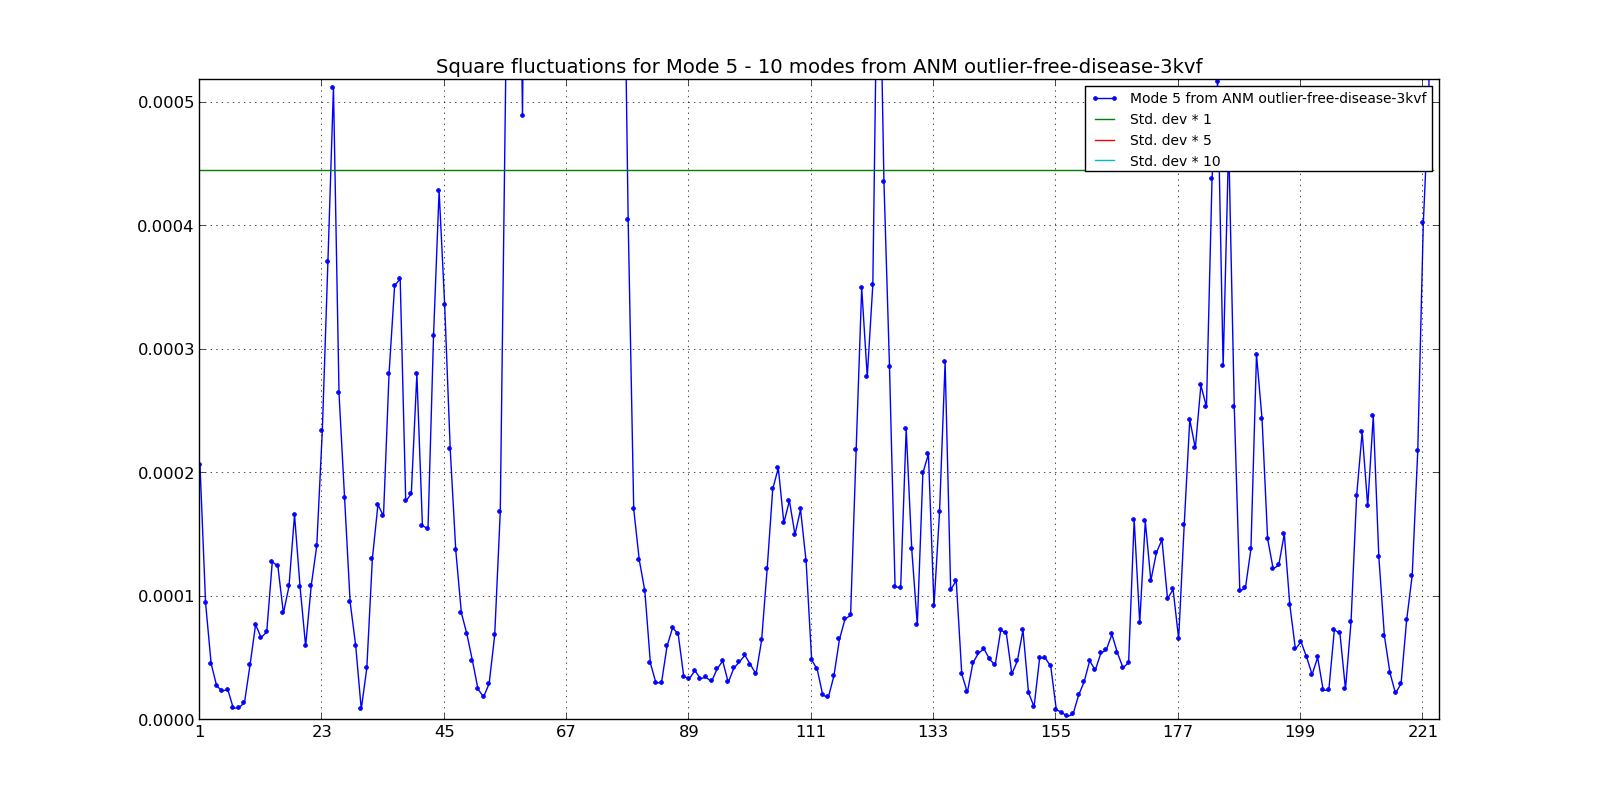 Square fluctuations for Mode 5 - 10 modes from ANM outlier-free-disease-3kvf
Mode 5 from ANM outlier-free-disease-3kvf
Std. dev * 1
Std. dev * 5
Std. dev * 10
0.0005
0.0004
0.0003
0.0002
0.0001
0.0000
1 23 45 67 89 111 133 155 177 199 221